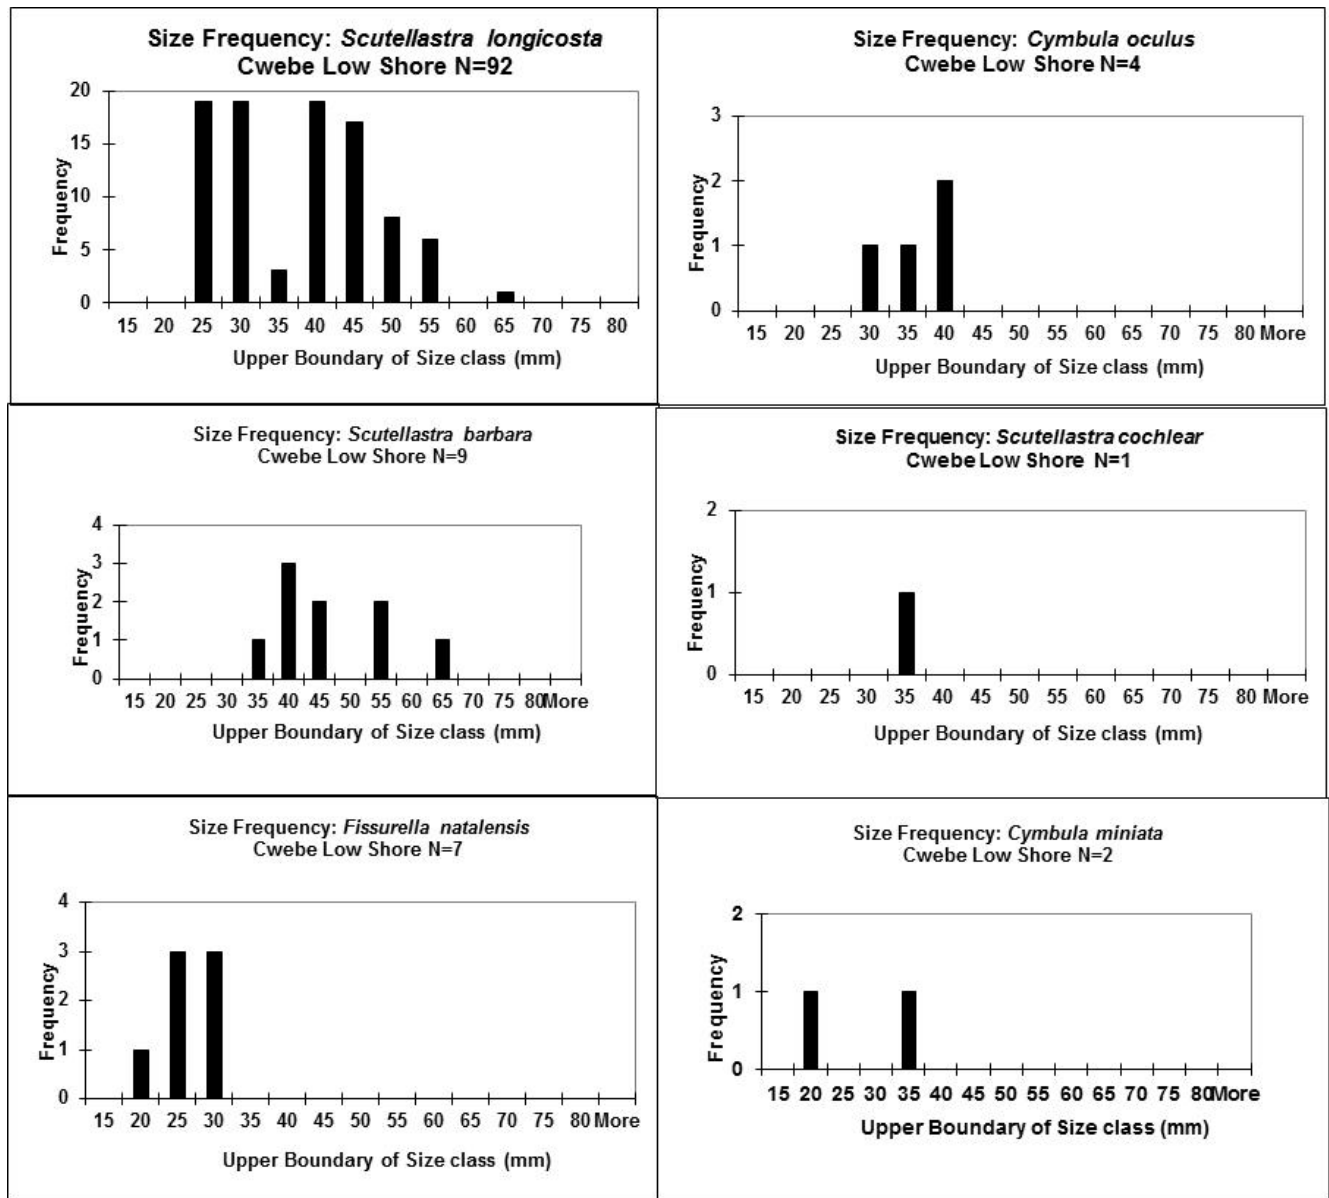 Size Frequency: Scutellastra longicosta
Cwebe Low Shore N=92
20
15
10
5
0
Frequency
15 20 25 30 35 40 45 50 55 60 65 70 75 80
Upper Boundary of Size class (mm)
Size Frequency: Cymbula oculus
Cwebe Low Shore N=4
3
2
1
0
Frequency
15 20 25 30 35 40 45 50 55 60 65 70 75 80 More
Upper Boundary of Size class (mm)
Size Frequency: Scutellastra barbara
Cwebe Low Shore N=9
4
3
2
1
0
Frequency
15 20 25 30 35 40 45 50 55 60 65 70 75 80More
Upper Boundary of Size class (mm)
Size Frequency: Scutellastra cochlear
Cwebe Low Shore N=1
2
1
0
Frequency
15 20 25 30 35 40 45 50 55 60 65 70 75 80 More
Upper Boundary of Size class (mm)
Size Frequency: Fissurella natalensis
Cwebe Low Shore N=7
4
3
2
1
0
Frequency
15 20 25 30 35 40 45 50 55 60 65 70 75 80 More
Upper Boundary of Size class (mm)
Size Frequency: Cymbula miniata
Cwebe Low Shore N=2
2
1
0
Frequency
15 20 25 30 35 40 45 50 55 60 65 70 75 80More
Upper Boundary of Size class (mm)